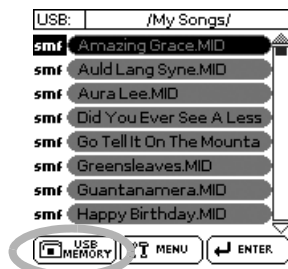 USB: /My Songs/
smf Amazing Grace.MID
smf Auld Lang Syne.MID
smf Aura Lee.MID
smf Did You Ever See A Less
smf Go Tell It On The Mounta
smf Greensleaves.MID
smf Guantanamera.MID
smf Happy Birthday.MID
USB MEMORY MENU ENTER